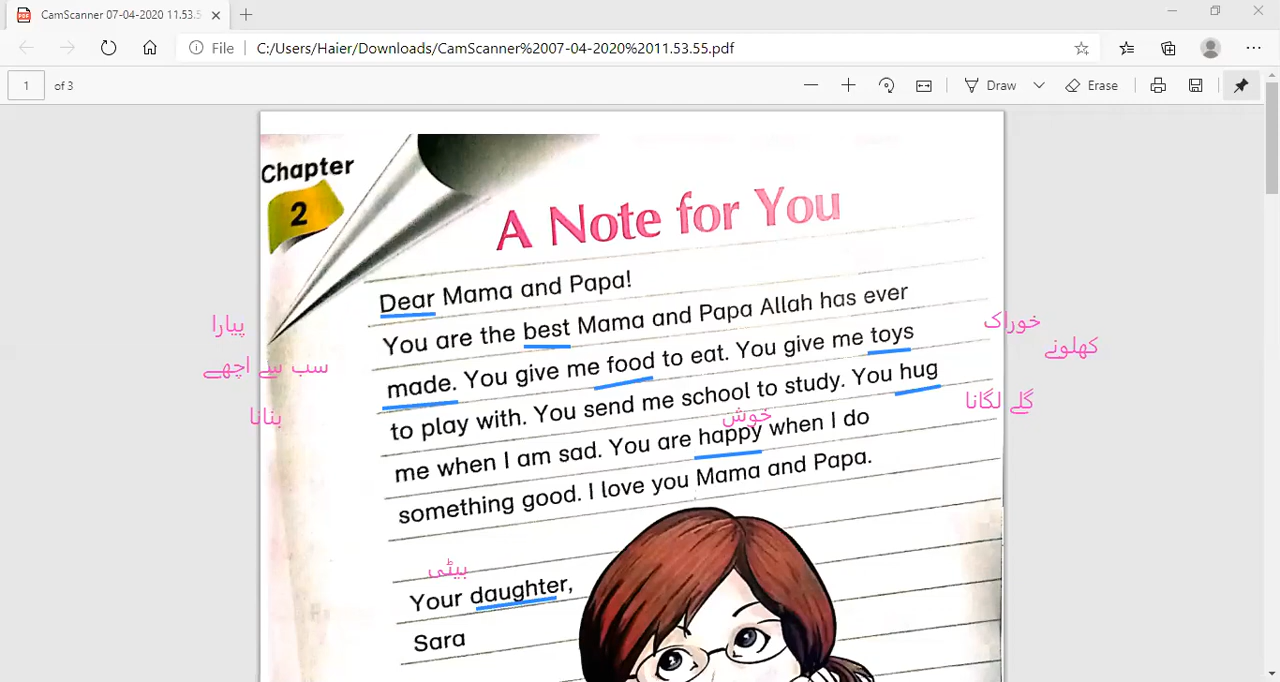 CamScanner 07-04-2020 11.53.5
File
C:/Users/Haier/Downloads/CamScanner%2007-04-2020%2011.53.55.pdf
1 of 3
Draw
Erase
Chapter
2
A Note for You
Dear Mama and Papa!
You are the best Mama and Papa Allah has ever
made. You give me food to eat. You give me toys
to play with. You send me school to study. You hug
me when I am sad. You are happy when I do
something good. I love you Mama and Papa.
Your daughter,
Sara
پیارا
سب سے اچھے
بنانا
خوراک
کھلونے
گلے لگانا
خوش
بیٹی